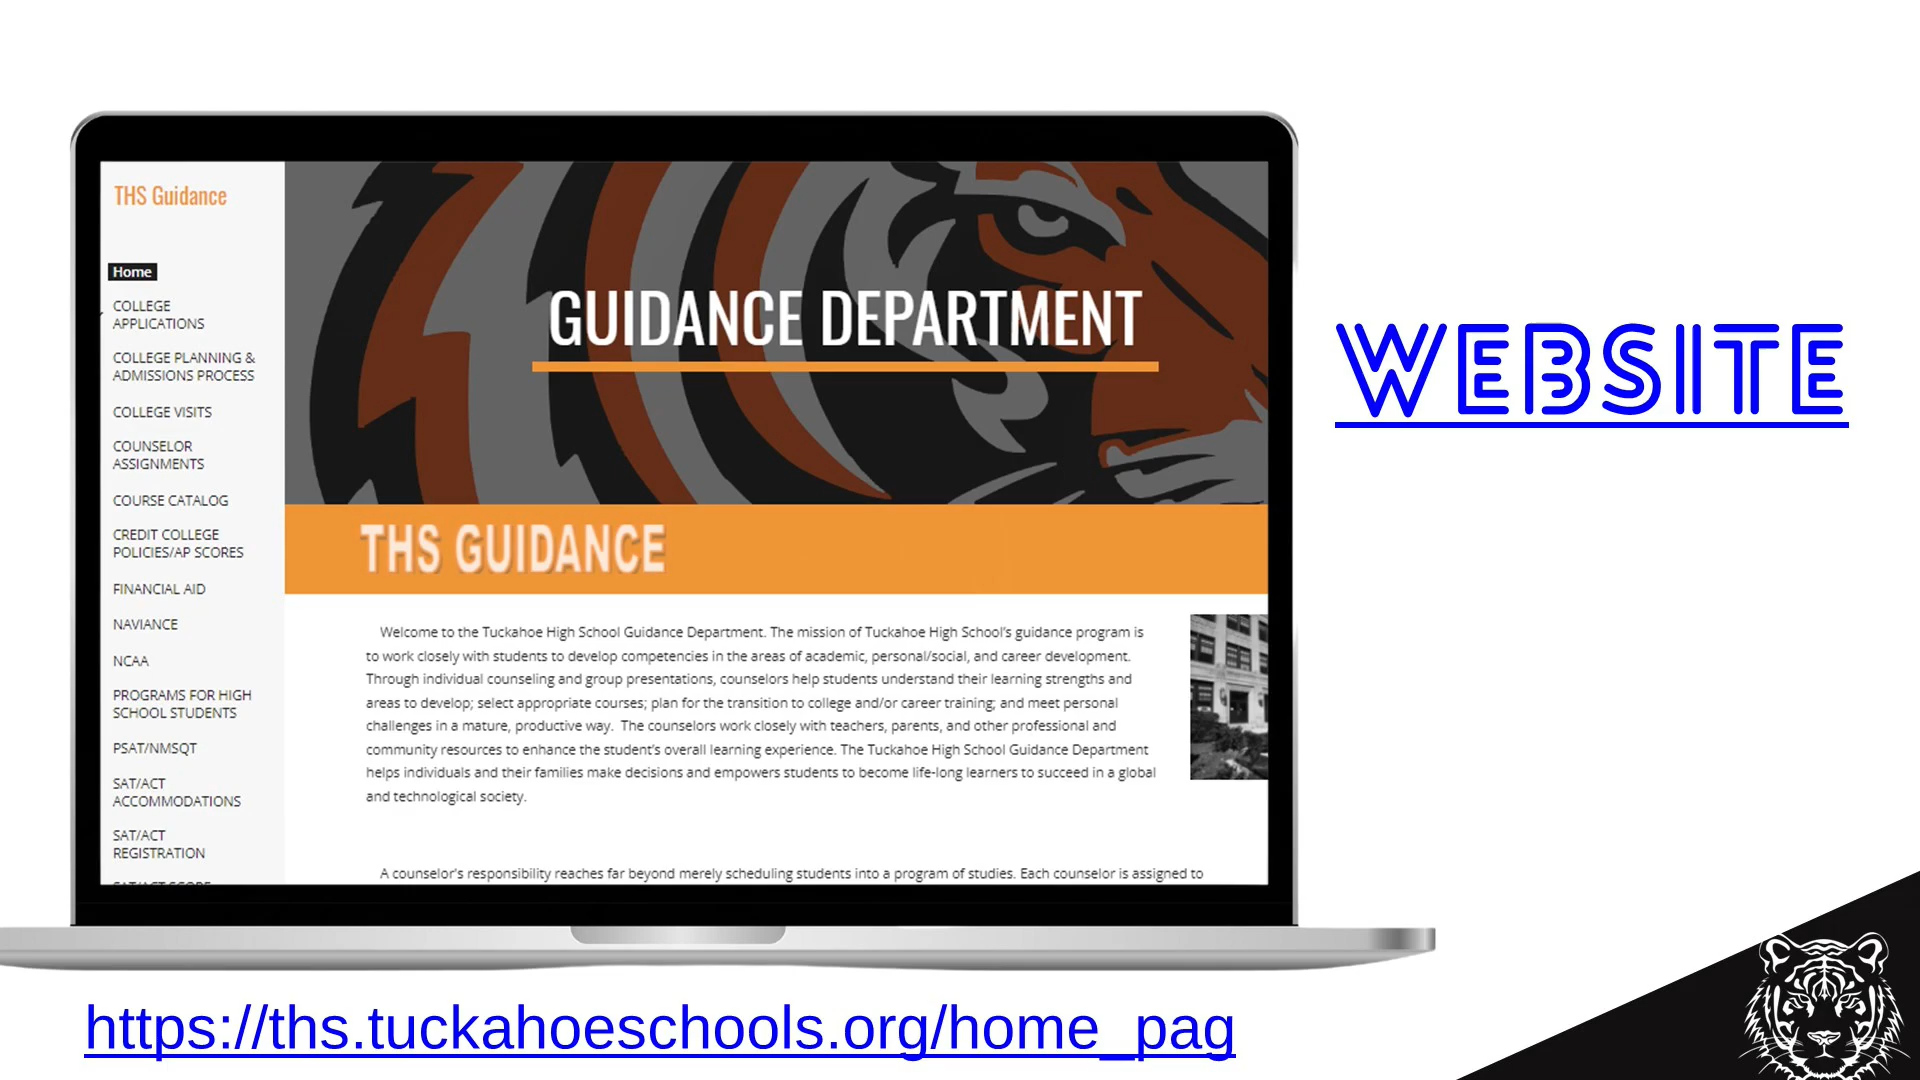 THS Guidance
Home
COLLEGE
APPLICATIONS
COLLEGE PLANNING &
ADMISSIONS PROCESS
COLLEGE VISITS
COUNSELOR
ASSIGNMENTS
COURSE CATALOG
CREDIT COLLEGE
POLICIES/AP SCORES
FINANCIAL AID
NAVIANCE
NCAA
PROGRAMS FOR HIGH
SCHOOL STUDENTS
PSAT/NMSQT
SAT/ACT
ACCOMMODATIONS
SAT/ACT
REGISTRATION
SAT/ACT SCORE
GUIDANCE DEPARTMENT
THS GUIDANCE
Welcome to the Tuckahoe High School Guidance Department. The mission of Tuckahoe High School's guidance program is
to work closely with students to develop competencies in the areas of academic, personal/social, and career development.
Through individual counseling and group presentations, counselors help students understand their learning strengths and
areas to develop; select appropriate courses; plan for the transition to college and/or career training; and meet personal
challenges in a mature, productive way. The counselors work closely with teachers, parents, and other professional and
community resources to enhance the student's overall learning experience. The Tuckahoe High School Guidance Department
helps individuals and their families make decisions and empowers students to become life-long learners to succeed in a global
and technological society.
A counselor's responsibility reaches far beyond merely scheduling students into a program of studies. Each counselor is assigned to
WEBSITE
https://ths.tuckahoeschools.org/home_pag